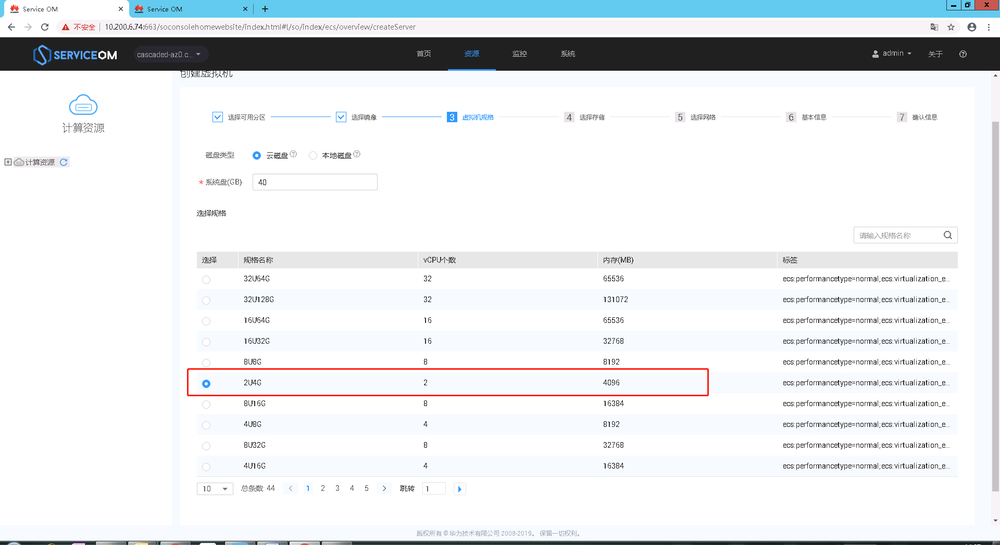 Service OM
Service OM
不安全 10.200.6.74:663/soconsolehomewebsite/index.html#!/so/index/ecs/overview/createServer
SERVICEOM cascaded-az0.c... 首页 资源 监控 系统 admin 关于
创建虚拟机
计算资源
计算资源
选择可用分区 选择镜像 3 虚拟机规格 4 选择存储 5 选择网络 6 基本信息 7 确认信息
磁盘类型 云磁盘 本地磁盘
* 系统盘(GB) 40
选择规格
请输入规格名称
选择 规格名称 vCPU个数 内存(MB) 标签
32U64G 32 65536 ecs:performancetype=normal;ecs:virtualization_e...
32U128G 32 131072 ecs:performancetype=normal;ecs:virtualization_e...
16U64G 16 65536 ecs:performancetype=normal;ecs:virtualization_e...
16U32G 16 32768 ecs:performancetype=normal;ecs:virtualization_e...
8U8G 8 8192 ecs:performancetype=normal;ecs:virtualization_e...
2U4G 2 4096 ecs:performancetype=normal;ecs:virtualization_e...
8U16G 8 16384 ecs:performancetype=normal;ecs:virtualization_e...
4U8G 4 8192 ecs:performancetype=normal;ecs:virtualization_e...
8U32G 8 32768 ecs:performancetype=normal;ecs:virtualization_e...
4U16G 4 16384 ecs:performancetype=normal;ecs:virtualization_e...
10 总条数: 44 < 1 2 3 4 5 > 跳转 1
版权所有 © 华为技术有限公司 2008-2019。 保留一切权利。